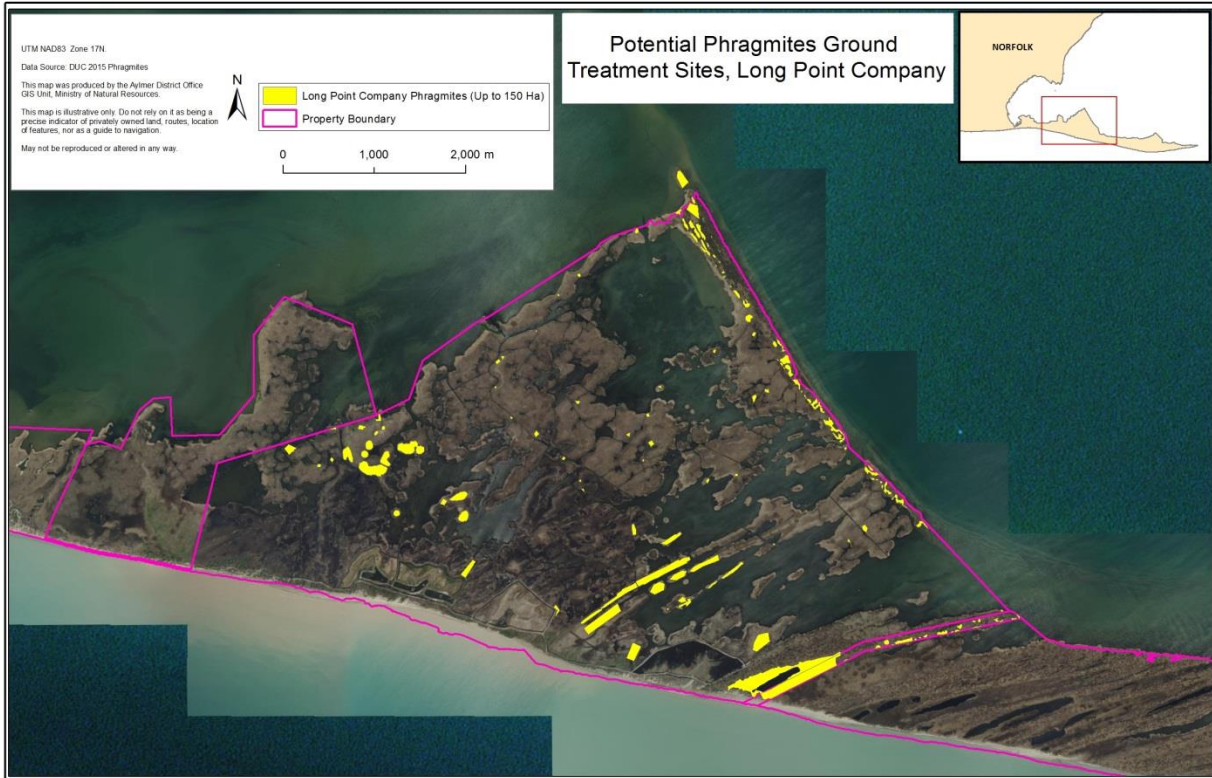 UTM NAD83 Zone 17N.
Data Source: DUC 2015 Phragmites
This map was produced by the Aylmer District Office
GIS Unit, Ministry of Natural Resources.
This map is illustrative only. Do not rely on it as being a
precise indicator of privately owned land, routes, location
of features, nor as a guide to navigation.
May not be reproduced or altered in any way.
N
Long Point Company Phragmites (Up to 150 Ha)
Property Boundary
0 1,000 2,000 m
Potential Phragmites Ground
Treatment Sites, Long Point Company
NORFOLK